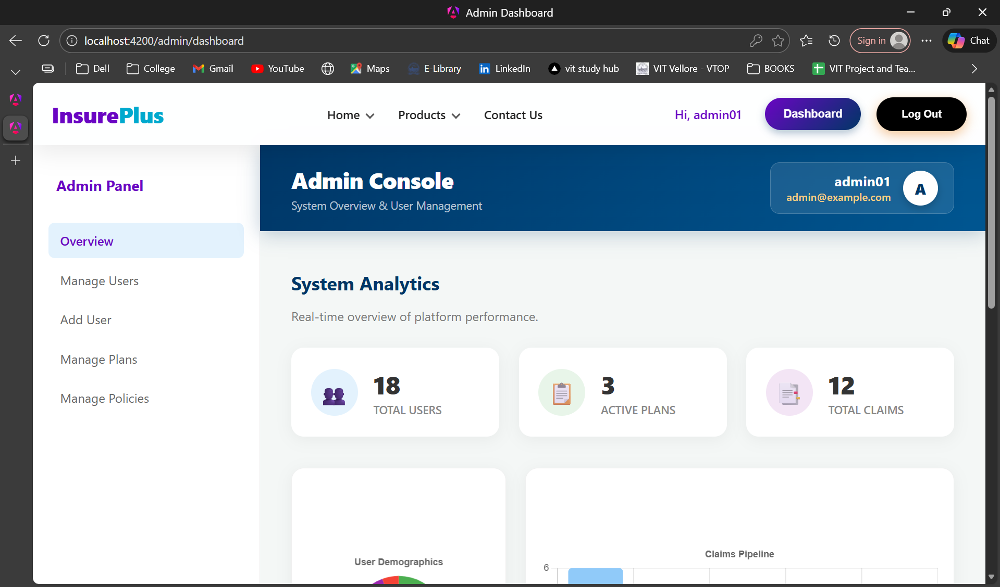 Admin Dashboard
localhost:4200/admin/dashboard
Sign in
Chat
Dell
College
Gmail
YouTube
Maps
E-Library
LinkedIn
vit study hub
VIT Vellore - VTOP
BOOKS
VIT Project and Tea...
InsurePlus
Home
Products
Contact Us
Hi, admin01
Dashboard
Log Out
Admin Panel
Overview
Manage Users
Add User
Manage Plans
Manage Policies
Admin Console
System Overview & User Management
admin01
admin@example.com
A
System Analytics
Real-time overview of platform performance.
18
TOTAL USERS
3
ACTIVE PLANS
12
TOTAL CLAIMS
User Demographics
Claims Pipeline
6